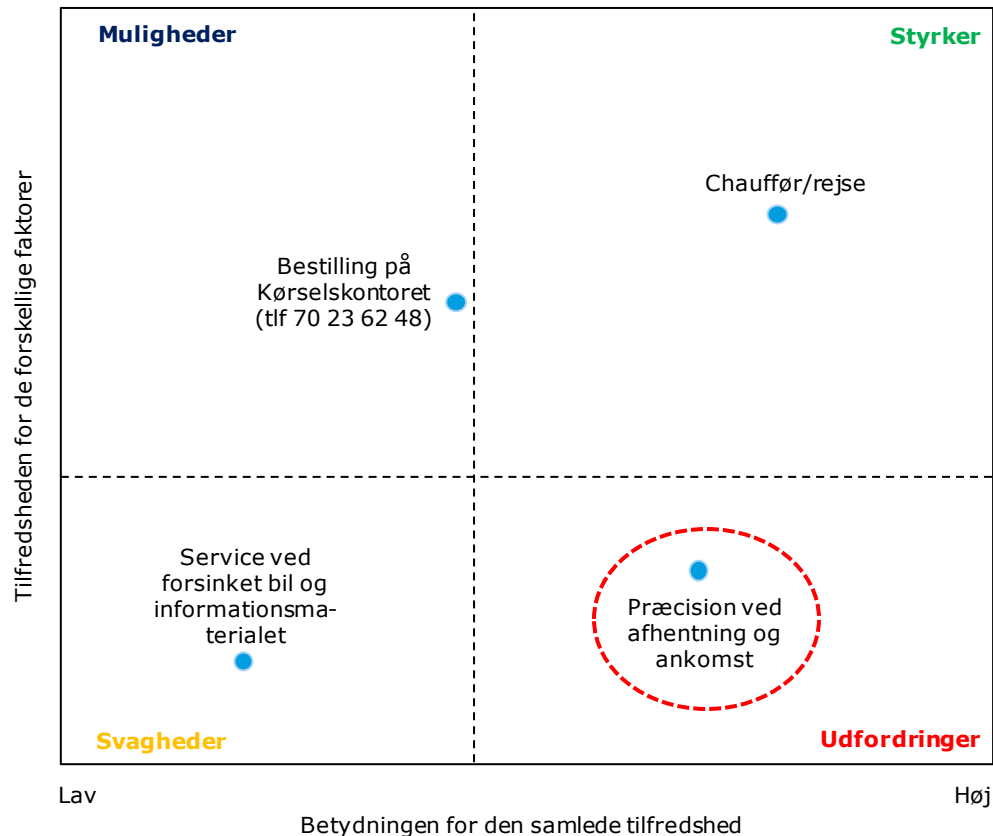 Muligheder
Styrker
Chauffør/rejse
Bestilling på
Kørselskontoret
(tlf 70 23 62 48)
Tilfredsheden for de forskellige faktorer
Service ved
forsinket bil og
informationsma-
terialet
Præcision ved
afhentning og
ankomst
Svagheder
Udfordringer
Lav
Høj
Betydningen for den samlede tilfredshed